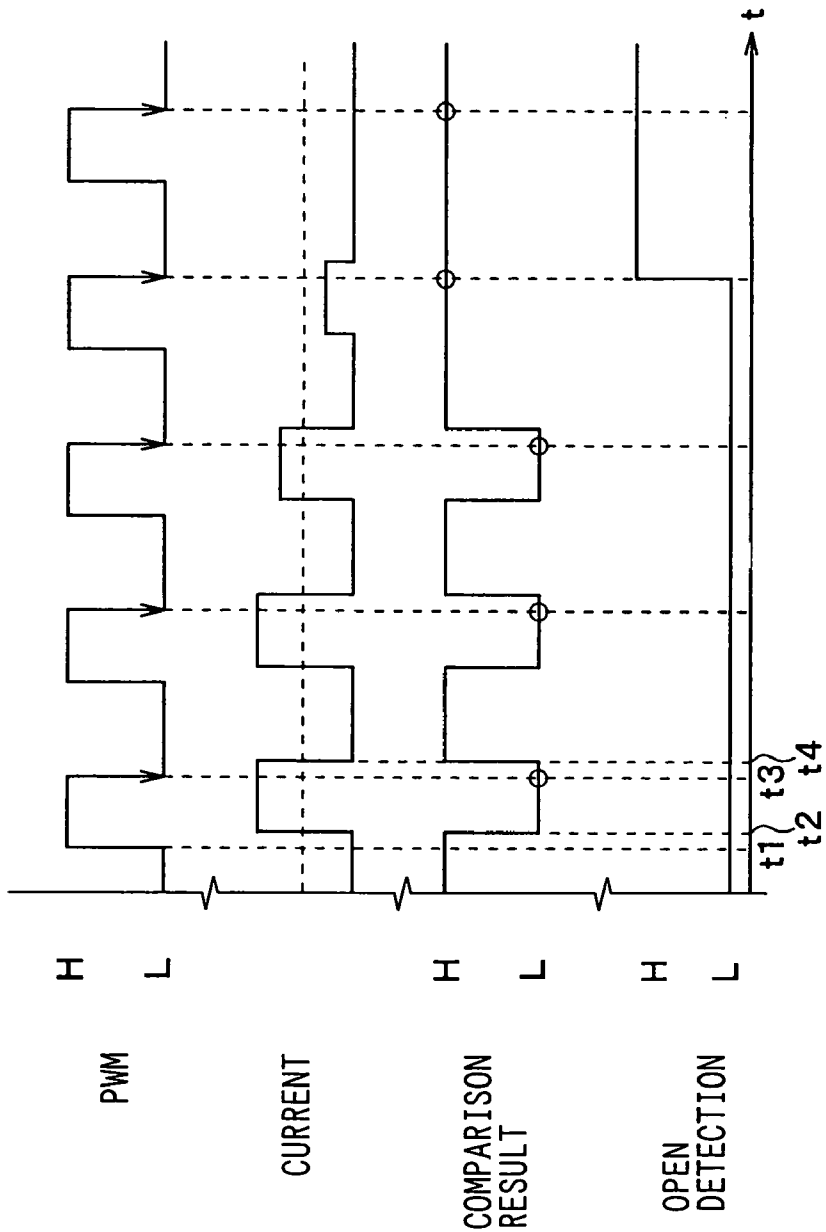 PWM
H
L
CURRENT
COMPARISON
RESULT
H
L
OPEN
DETECTION
H
L
t1
t2
t3
t4
t